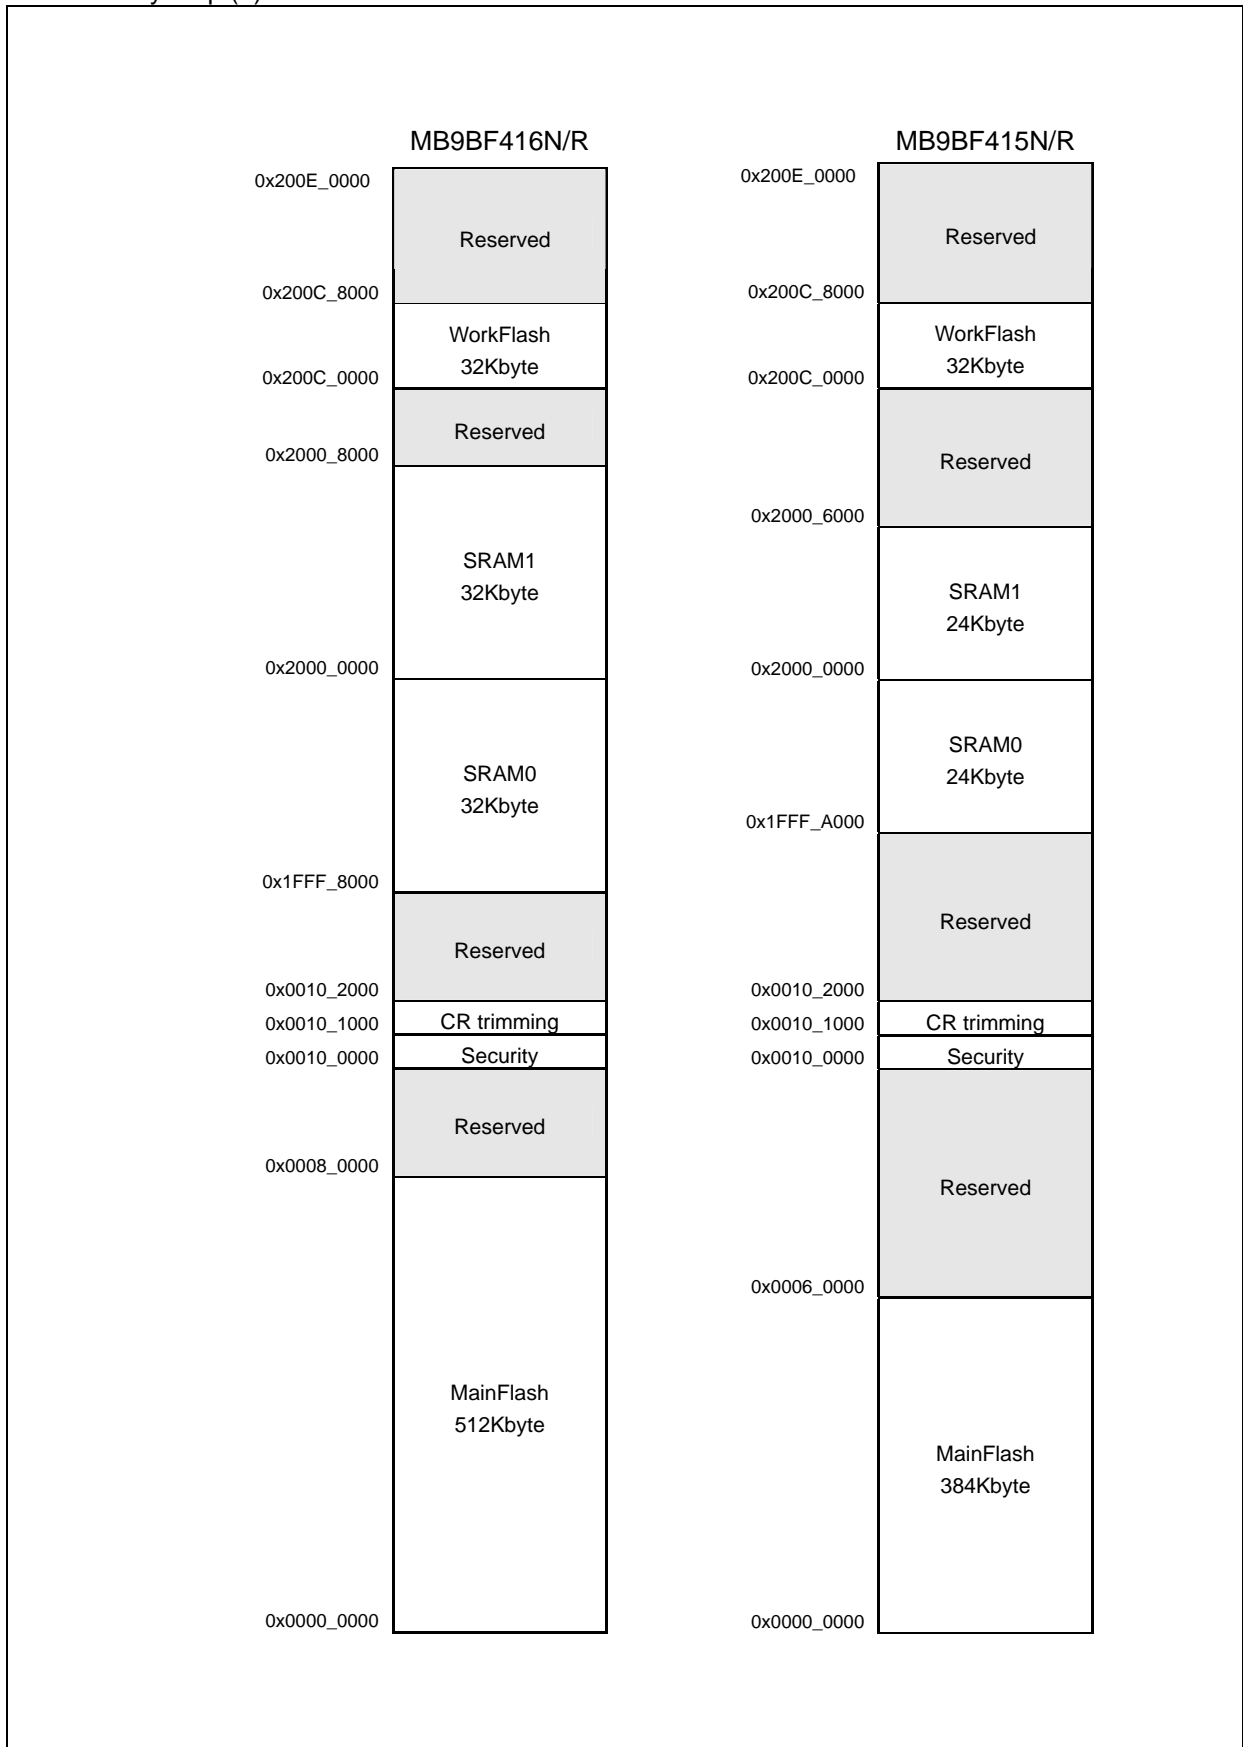 MB9BF416N/R
0x200E_0000
Reserved
0x200C_8000
WorkFlash
32Kbyte
0x200C_0000
Reserved
0x2000_8000
SRAM1
32Kbyte
0x2000_0000
SRAM0
32Kbyte
0x1FFF_8000
Reserved
0x0010_2000
CR trimming
0x0010_1000
Security
0x0010_0000
Reserved
0x0008_0000
MainFlash
512Kbyte
0x0000_0000
MB9BF415N/R
0x200E_0000
Reserved
0x200C_8000
WorkFlash
32Kbyte
0x200C_0000
Reserved
0x2000_6000
SRAM1
24Kbyte
0x2000_0000
SRAM0
24Kbyte
0x1FFF_A000
Reserved
0x0010_2000
CR trimming
0x0010_1000
Security
0x0010_0000
Reserved
0x0006_0000
MainFlash
384Kbyte
0x0000_0000